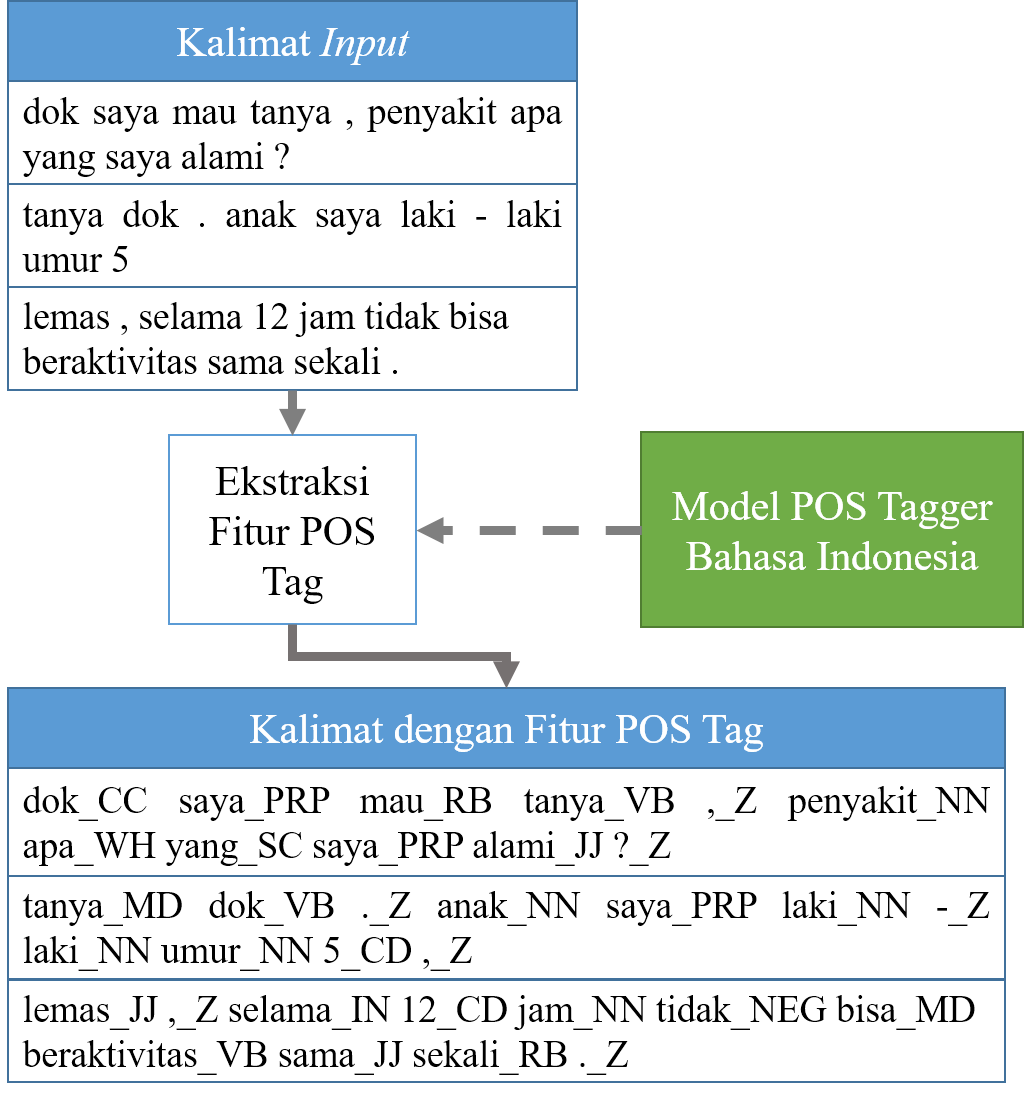 Kalimat Input
dok saya mau tanya , penyakit apa
yang saya alami ?
tanya dok . anak saya laki - laki
umur 5
lemas , selama 12 jam tidak bisa
beraktivitas sama sekali .
Ekstraksi
Fitur POS
Tag
Model POS Tagger
Bahasa Indonesia
Kalimat dengan Fitur POS Tag
dok_CC saya_PRP mau_RB tanya_VB ,_Z penyakit_NN
apa_WH yang_SC saya_PRP alami_JJ ?_Z
tanya_MD dok_VB ._Z anak_NN saya_PRP laki_NN -_Z
laki_NN umur_NN 5_CD ,_Z
lemas_JJ ,_Z selama_IN 12_CD jam_NN tidak_NEG bisa_MD
beraktivitas_VB sama_JJ sekali_RB ._Z